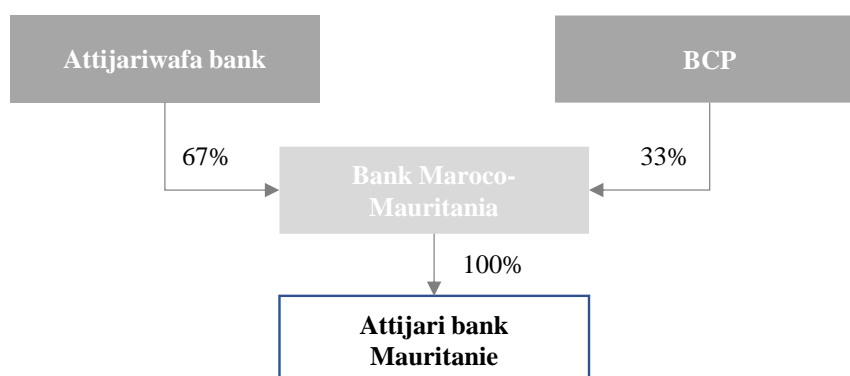 Attijariwafa bank
BCP
67%
33%
Bank Maroco-
Mauritania
100%
Attijari bank
Mauritanie